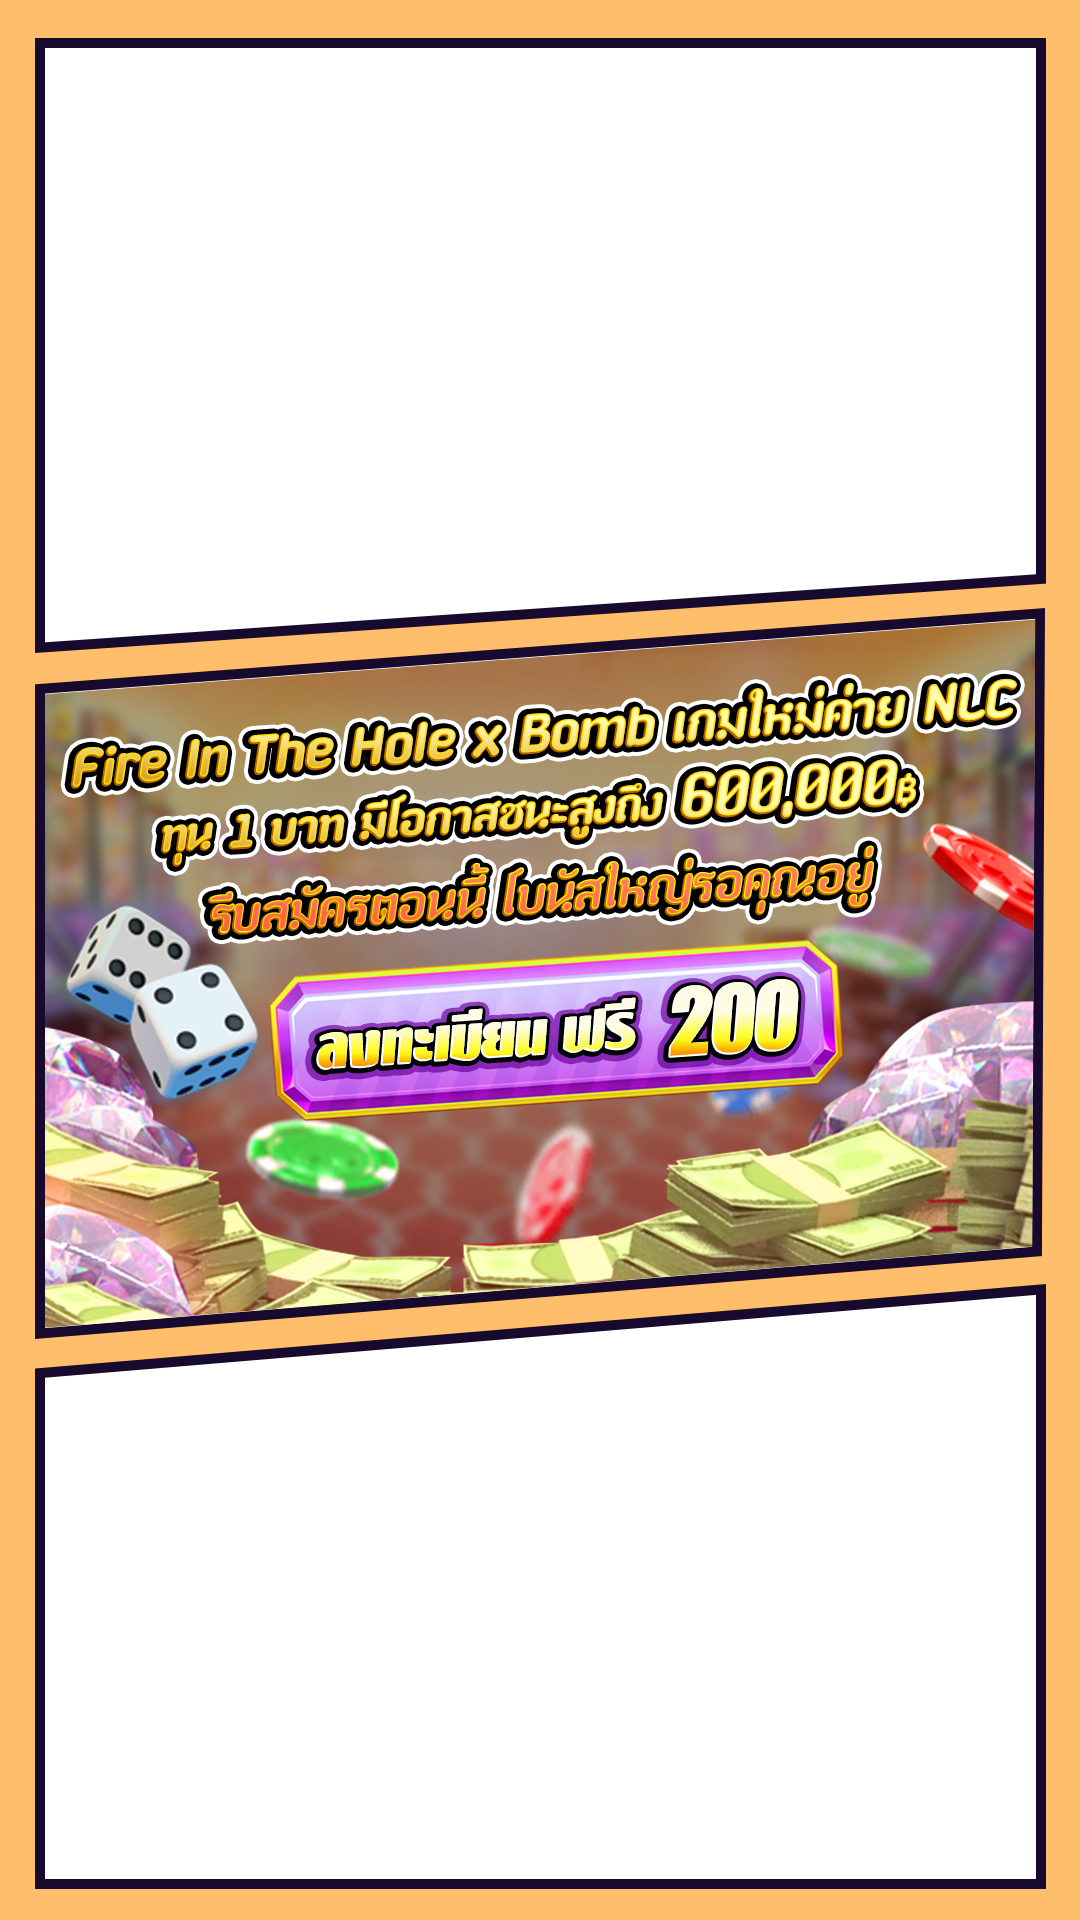 Fire In The Hole x Bomb เกมใหม่ค่าย NLC
ทุน 1 บาท มีโอกาสชนะสูงถึง 600,000฿
รีบสมัครตอนนี้ โบนัสใหญ่รอคุณอยู่
ลงทะเบียน ฟรี 200